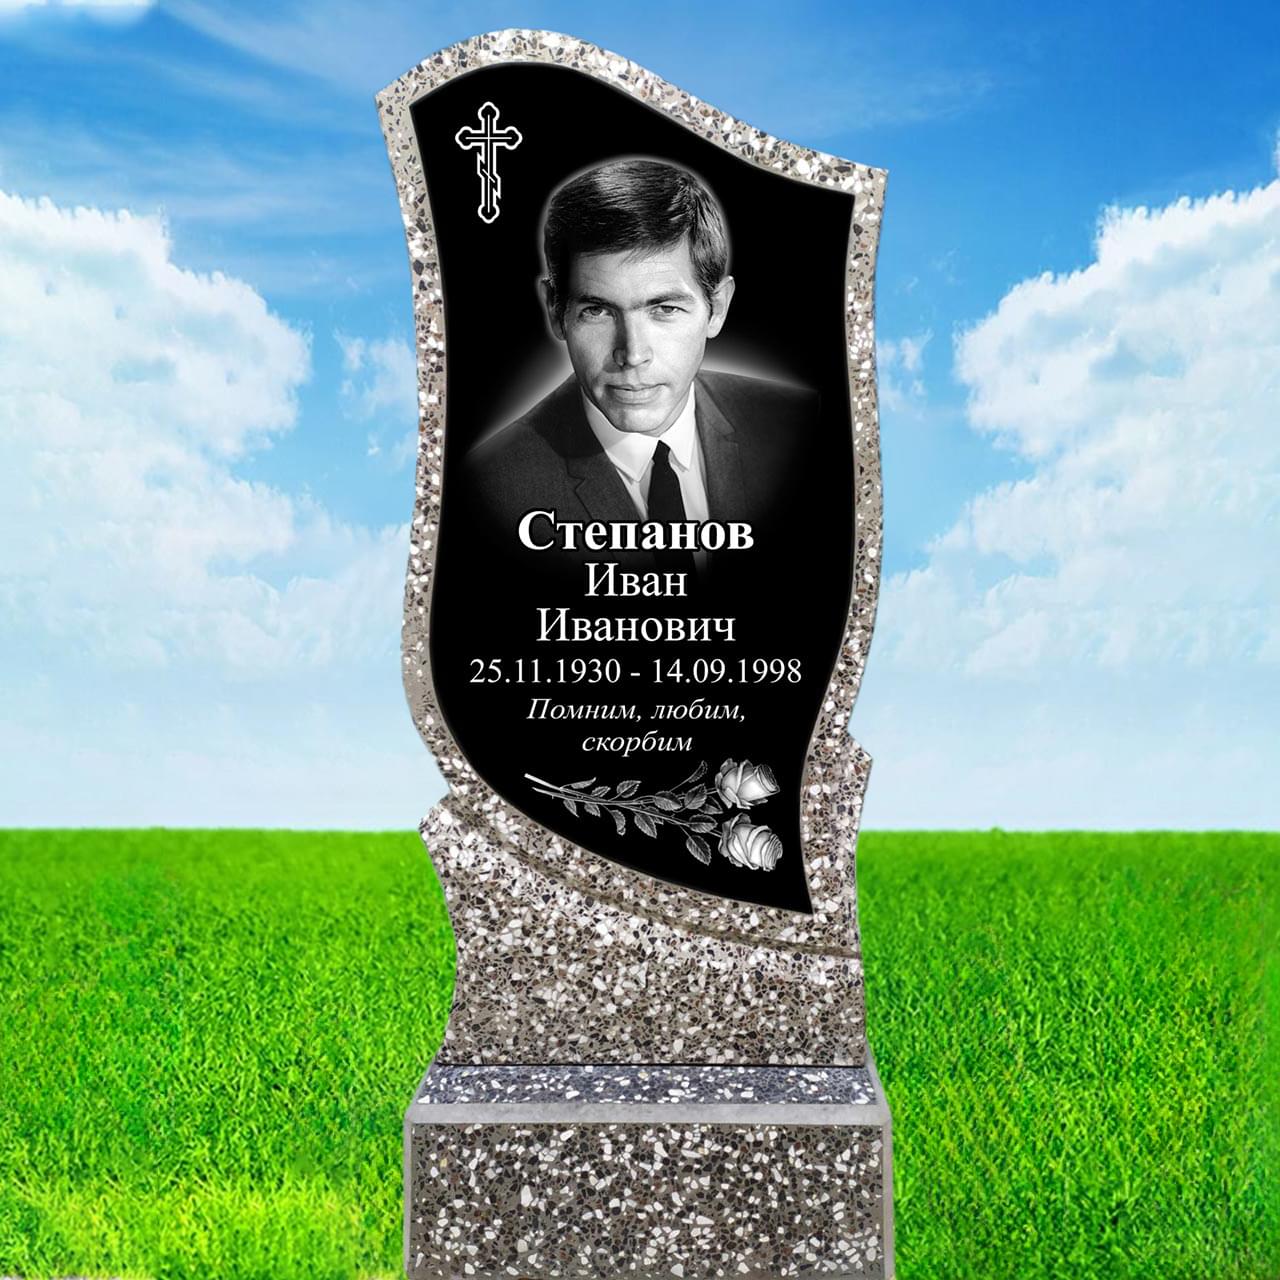 Степанов
Иван
Иванович
25.11.1930 - 14.09.1998
Помним, любим,
скорбим